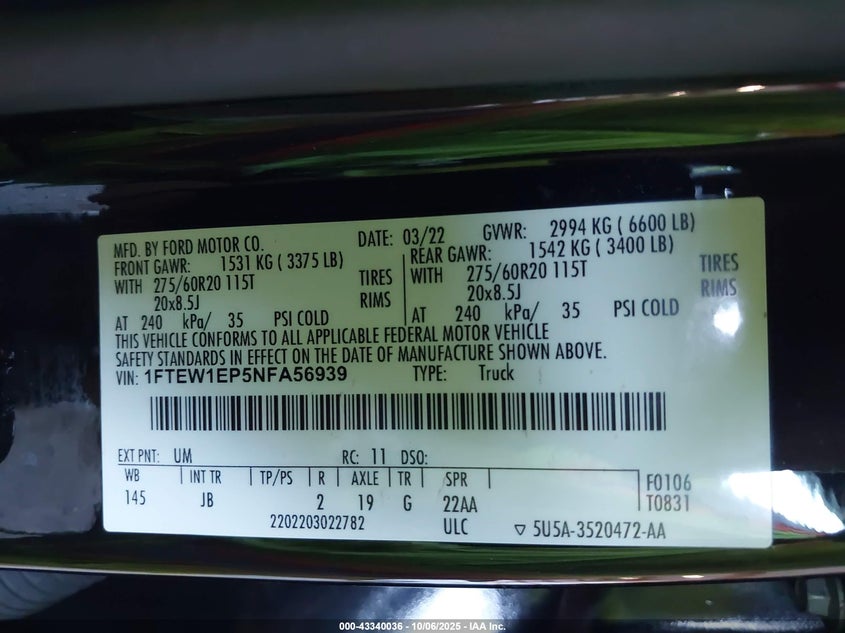 MFD. BY FORD MOTOR CO. DATE: 03/22 GVWR: 2994 KG ( 6600 LB)
FRONT GAWR: 1531 KG ( 3375 LB) REAR GAWR: 1542 KG ( 3400 LB)
WITH 275/60R20 115T TIRES WITH 275/60R20 115T TIRES
20x8.5J RIMS 20x8.5J RIMS
AT 240 kPa/ 35 PSI COLD AT 240 kPa/ 35 PSI COLD
THIS VEHICLE CONFORMS TO ALL APPLICABLE FEDERAL MOTOR VEHICLE
SAFETY STANDARDS IN EFFECT ON THE DATE OF MANUFACTURE SHOWN ABOVE.
VIN: 1FTEW1EP5NFA56939 TYPE: Truck
EXT PNT: UM RC: 11 DSO:
WB INT TR TP/PS R AXLE TR SPR F0106
145 JB 2 19 G 22AA T0831
2202203022782 ULC ▽ 5U5A-3520472-AA
000-43340036 - 10/06/2025 - IAA Inc.